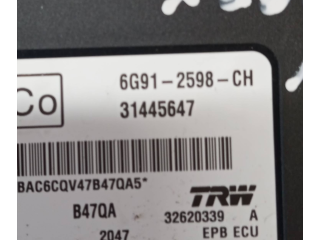 6G91-2598-CH
Co 31445647
BAC6CQV47B47QA5*
TRW
B47QA 32620339 A
2047 EPB ECU